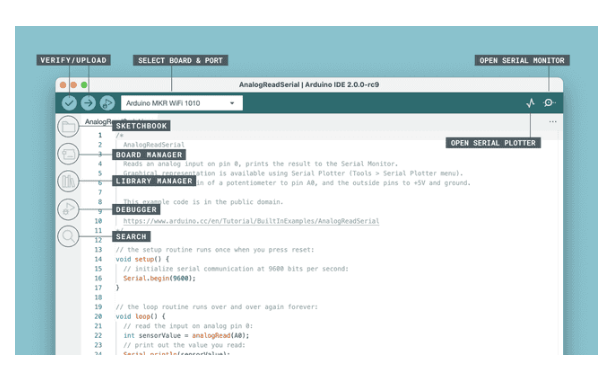 VERIFY/UPLOAD
SELECT BOARD & PORT
OPEN SERIAL MONITOR
AnalogReadSerial | Arduino IDE 2.0.0-rc9
Arduino MKR WiFi 1010
OPEN SERIAL PLOTTER
AnalogR
SKETCHBOOK
BOARD MANAGER
LIBRARY MANAGER
DEBUGGER
SEARCH
1 /*
2 AnalogReadSerial
3
4 Reads an analog input on pin 0, prints the result to the Serial Monitor.
Graphical representation is available using Serial Plotter (Tools > Serial Plotter menu).
in of a potentiometer to pin A0, and the outside pins to +5V and ground.
7
8 This example code is in the public domain.
10 https://www.arduino.cc/en/Tutorial/BuiltInExamples/AnalogReadSerial
12
13 // the setup routine runs once when you press reset:
14 void setup() {
15 // initialize serial communication at 9600 bits per second:
16 Serial.begin(9600);
17 }
18
19 // the loop routine runs over and over again forever:
20 void loop() {
21 // read the input on analog pin 0:
22 int sensorValue = analogRead(A0);
23 // print out the value you read:
24 Serial.println(sensorValue);